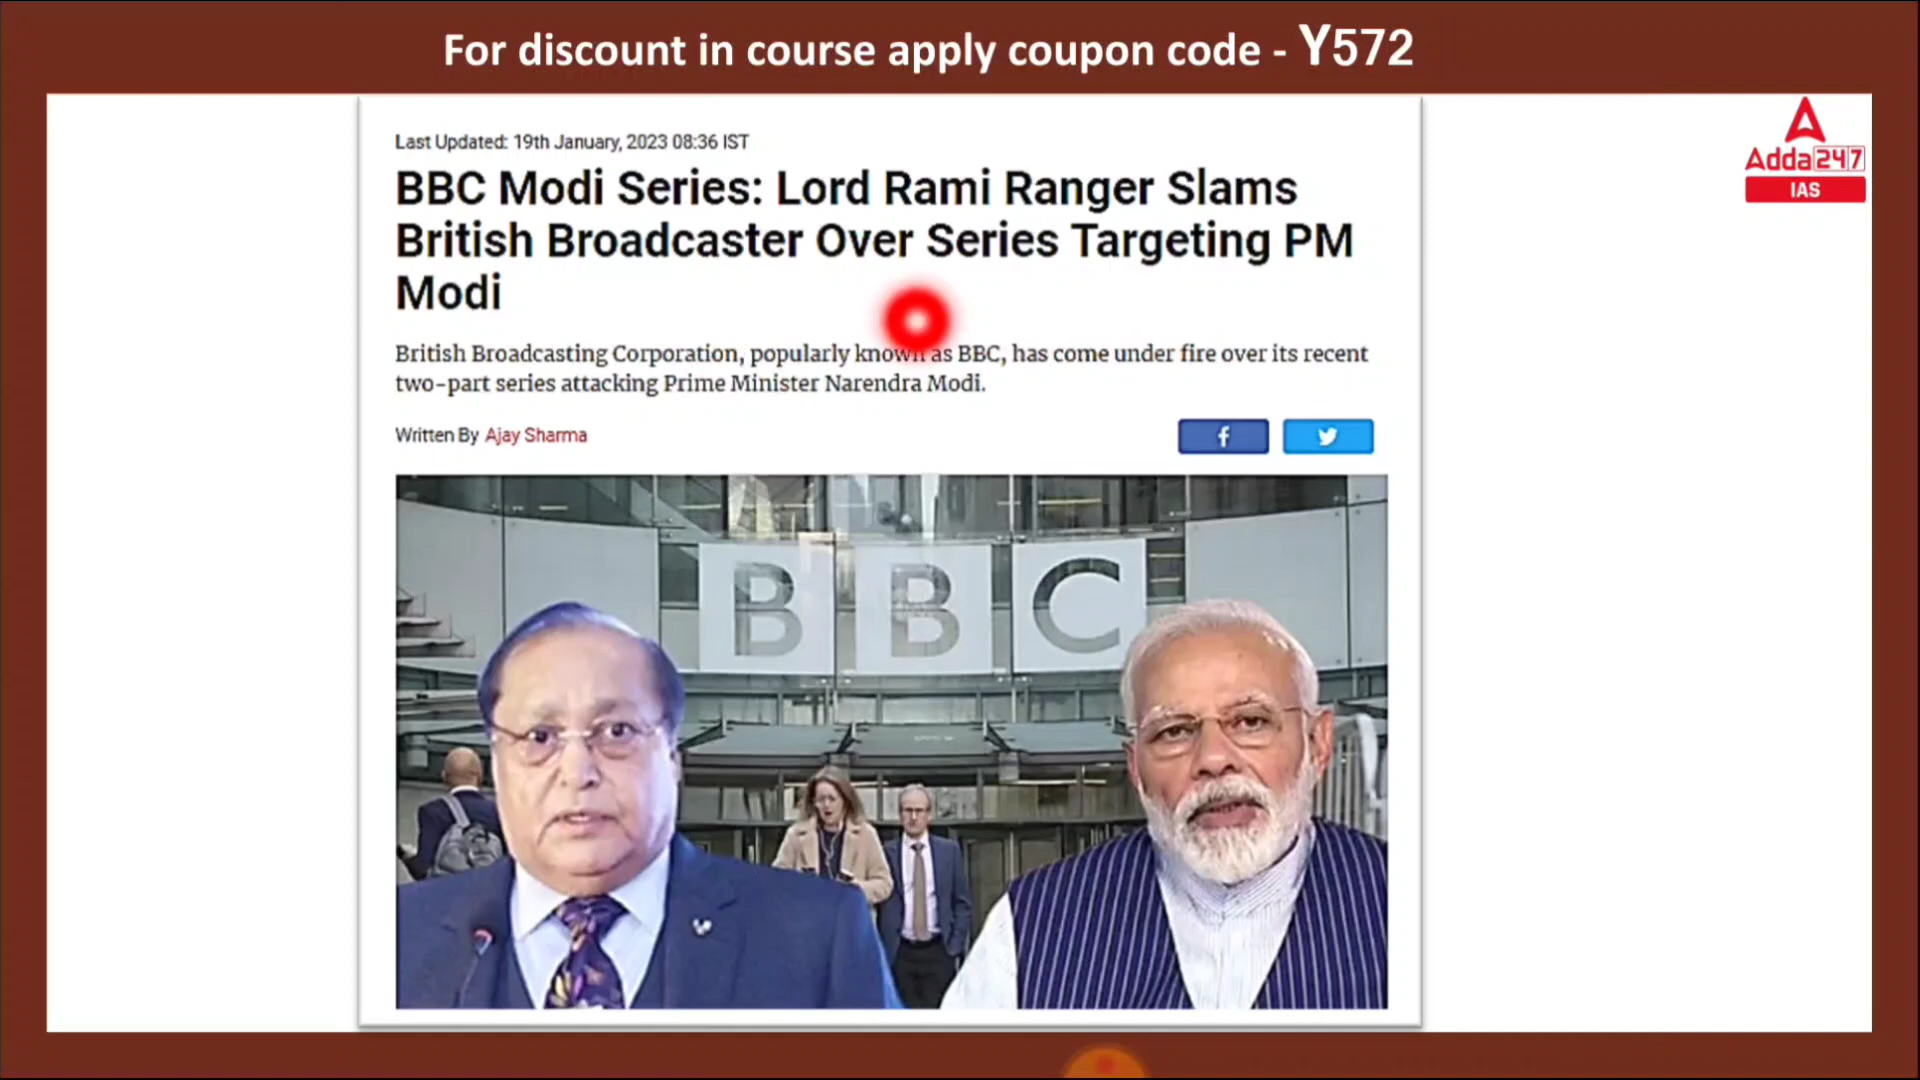 For discount in course apply coupon code - Y572
Adda247
IAS
Last Updated: 19th January, 2023 08:36 IST
BBC Modi Series: Lord Rami Ranger Slams
British Broadcaster Over Series Targeting PM
Modi
British Broadcasting Corporation, popularly known as BBC, has come under fire over its recent
two-part series attacking Prime Minister Narendra Modi.
Written By Ajay Sharma
BBC